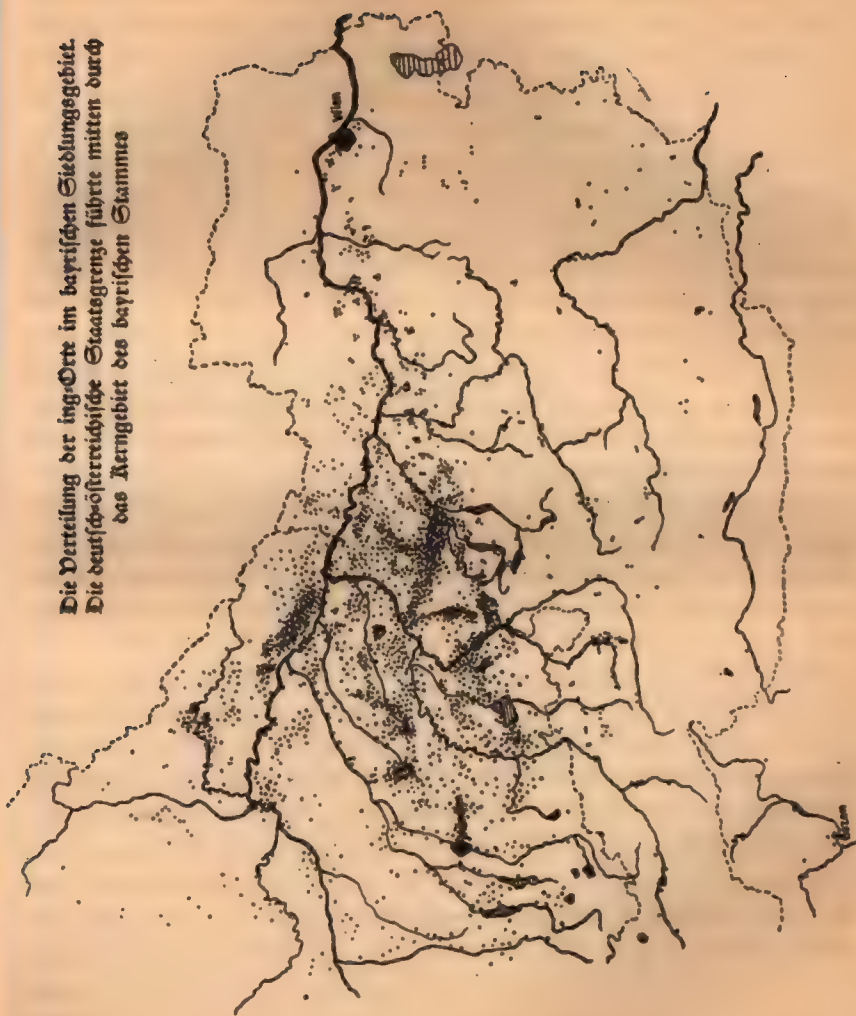 Die Verteilung der ing-Orte im bayrischen Siedlungsgebiet.
Die deutsch-österreichische Staatsgrenze führte mitten durch
das Kerngebiet des bayrischen Stammes
Wien
Bozen